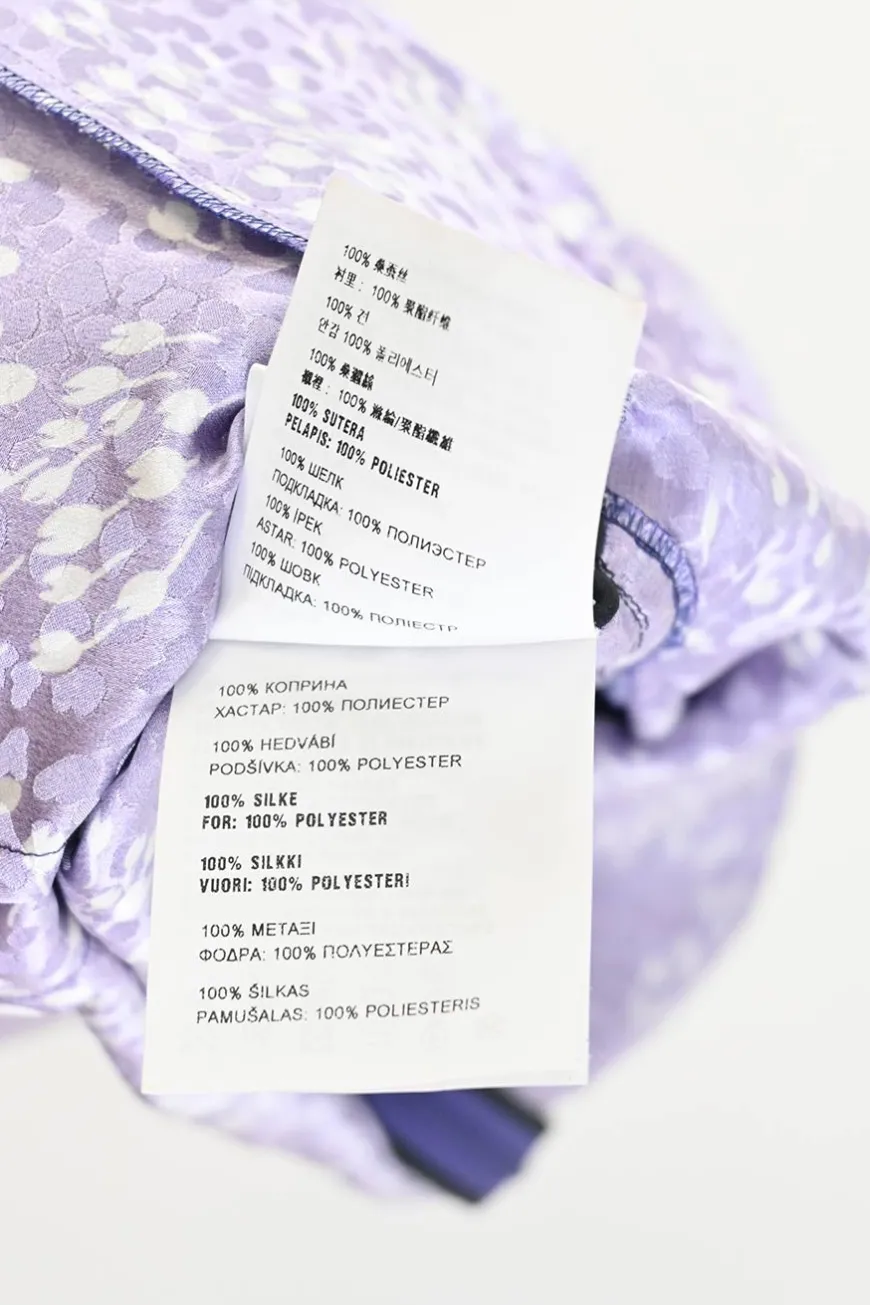 100% 桑蚕丝
衬里: 100% 聚酯纤维
100% 견
안감 100% 폴리에스터
100% 桑蠶絲
襯裡: 100% 滌綸/聚酯纖維
100% SUTERA
PELAPIS: 100% POLIESTER
100% ШЕЛК
ПОДКЛАДКА: 100% ПОЛИЭСТЕР
100% İPEK
ASTAR: 100% POLYESTER
100% ШОВК
ПІДКЛАДКА: 100% ПОЛІЕСТР
100% КОПРИНА
ХАСТАР: 100% ПОЛИЕСТЕР
100% HEDVÁBÍ
PODŠÍVKA: 100% POLYESTER
100% SILKE
FOR: 100% POLYESTER
100% SILKKI
VUORI: 100% POLYESTERI
100% ΜΕΤΑΞΙ
ΦΟΔΡΑ: 100% ΠΟΛΥΕΣΤΕΡΑΣ
100% ŠILKAS
PAMUŠALAS: 100% POLIESTERIS